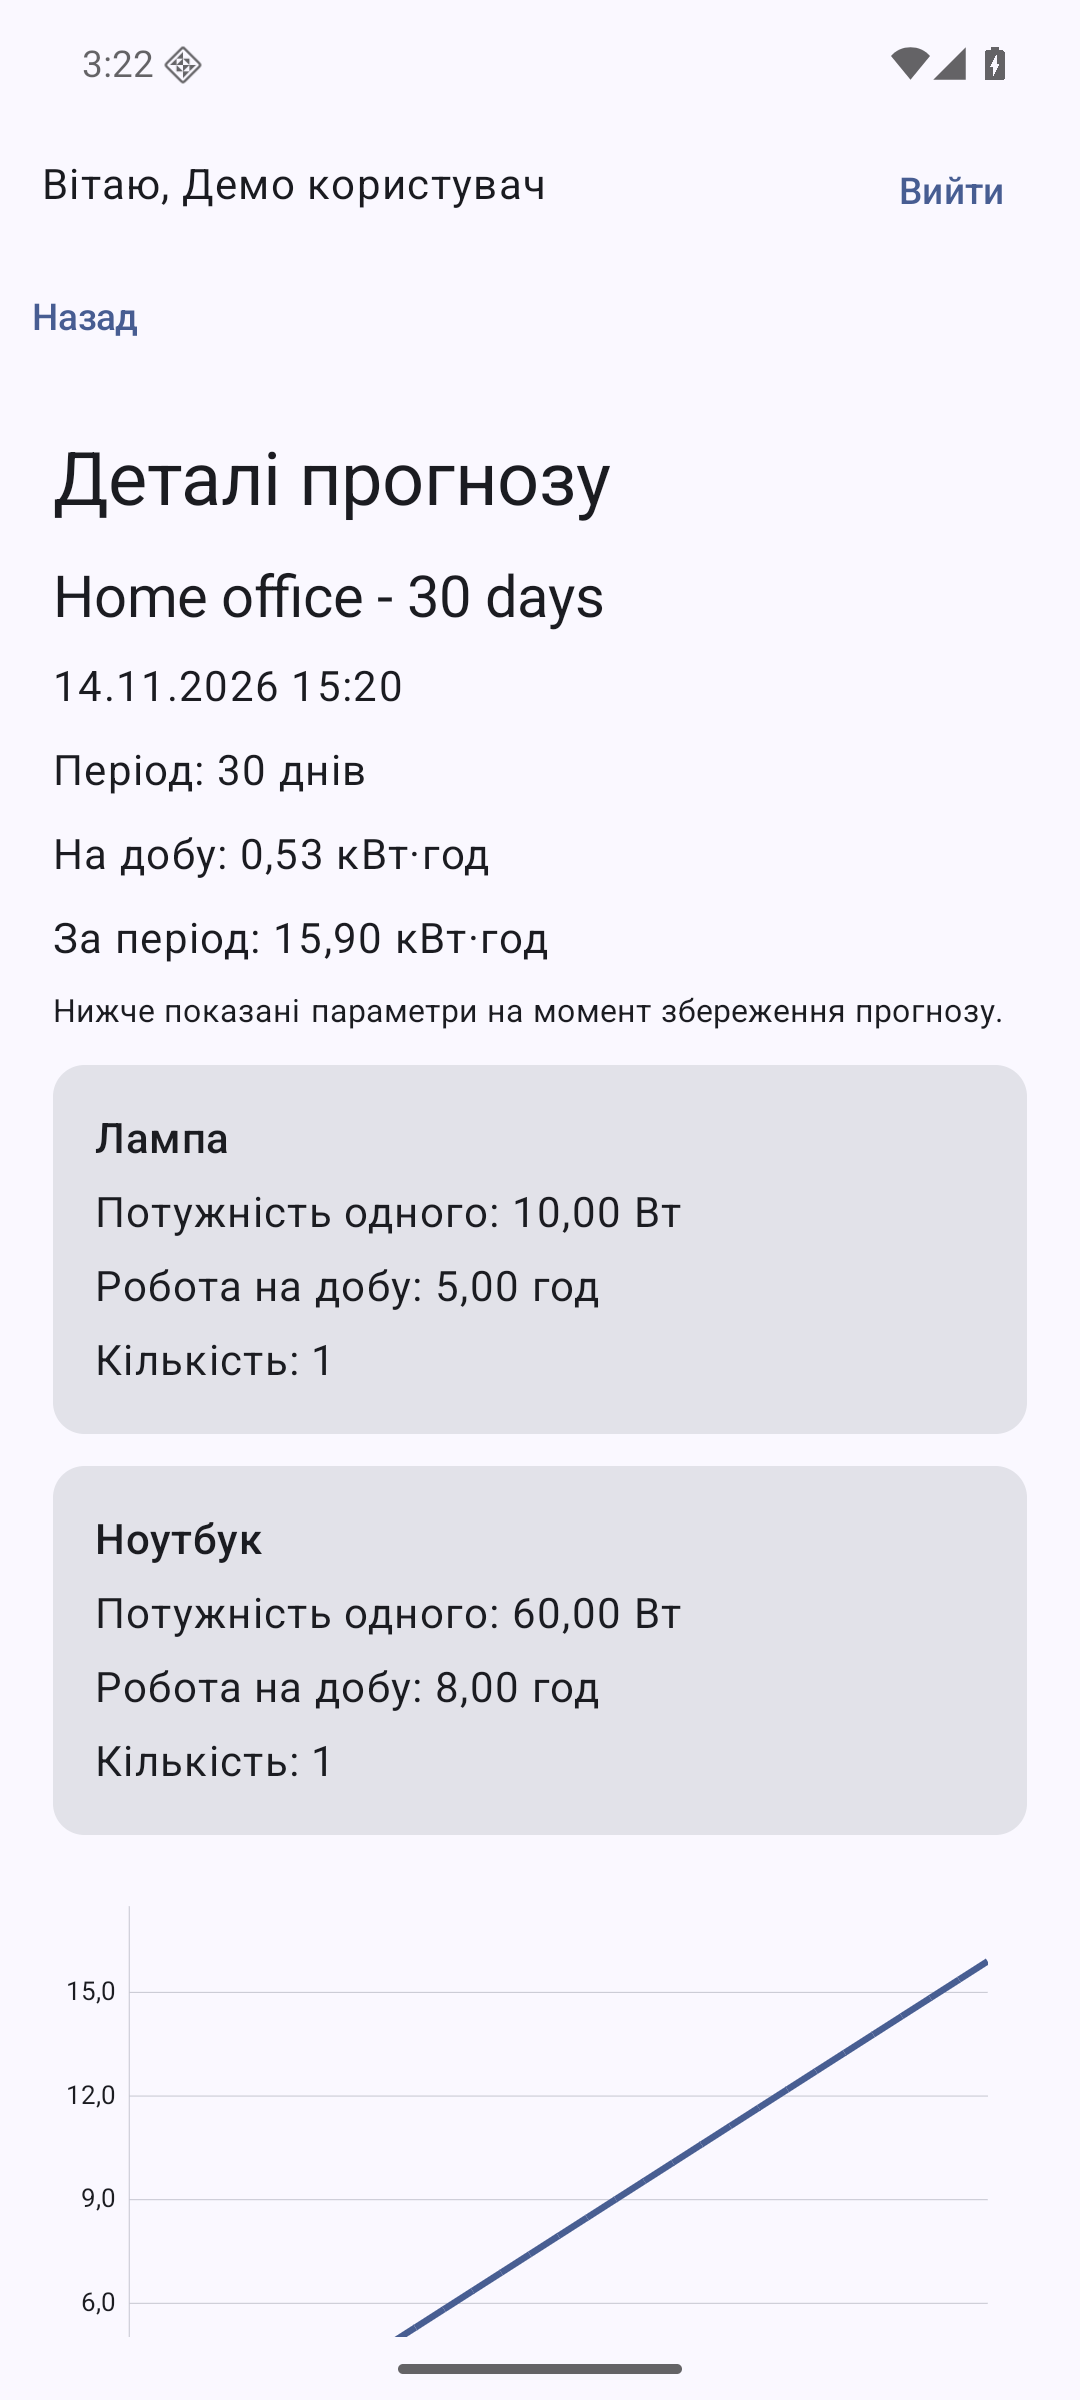 3:22
Вітаю, Демо користувач
Вийти
Назад
Деталі прогнозу
Home office - 30 days
14.11.2026 15:20
Період: 30 днів
На добу: 0,53 кВт·год
За період: 15,90 кВт·год
Нижче показані параметри на момент збереження прогнозу.
Лампа
Потужність одного: 10,00 Вт
Робота на добу: 5,00 год
Кількість: 1
Ноутбук
Потужність одного: 60,00 Вт
Робота на добу: 8,00 год
Кількість: 1
15,0
12,0
9,0
6,0